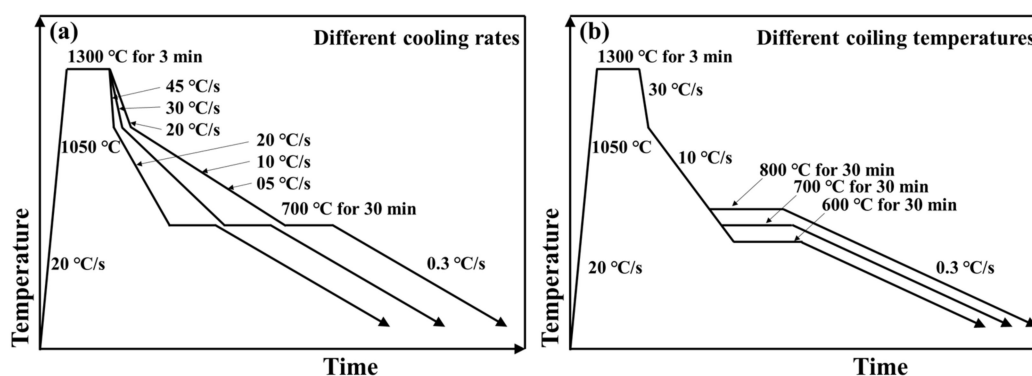 (a)
Different cooling rates
1300 °C for 3 min
45 °C/s
30 °C/s
20 °C/s
1050 °C
20 °C/s
10 °C/s
05 °C/s
700 °C for 30 min
20 °C/s
0.3 °C/s
Temperature
Time
(b)
Different coiling temperatures
1300 °C for 3 min
30 °C/s
1050 °C
10 °C/s
800 °C for 30 min
700 °C for 30 min
600 °C for 30 min
20 °C/s
0.3 °C/s
Temperature
Time